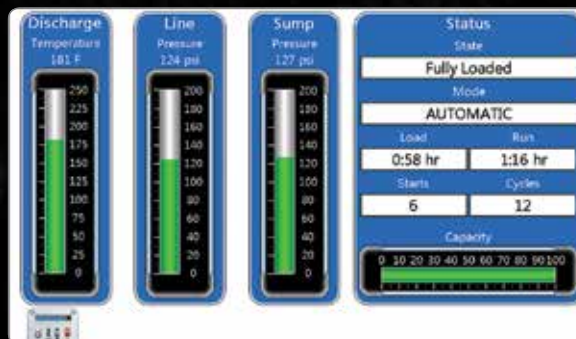 Discharge
Temperature
181 F
250
225
200
175
150
125
100
75
50
25
0
Line
Pressure
124 psi
200
180
160
140
120
100
80
60
40
20
0
Sump
Pressure
127 psi
200
180
160
140
120
100
80
60
40
20
0
Status
State
Fully Loaded
Mode
AUTOMATIC
Load Run
0:58 hr 1:16 hr
Starts Cycles
6 12
Capacity
0 10 20 30 40 50 60 70 80 90 100